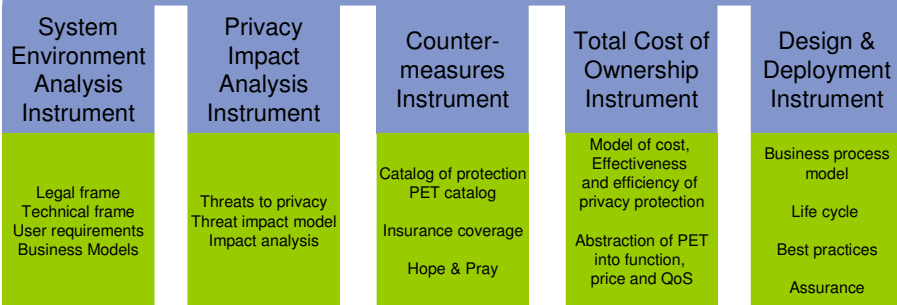 System
Environment
Analysis
Instrument
Legal frame
Technical frame
User requirements
Business Models
Privacy
Impact
Analysis
Instrument
Threats to privacy
Threat impact model
Impact analysis
Counter-
measures
Instrument
Catalog of protection
PET catalog
Insurance coverage
Hope & Pray
Total Cost of
Ownership
Instrument
Model of cost,
Effectiveness
and efficiency of
privacy protection
Abstraction of PET
into function,
price and QoS
Design &
Deployment
Instrument
Business process
model
Life cycle
Best practices
Assurance